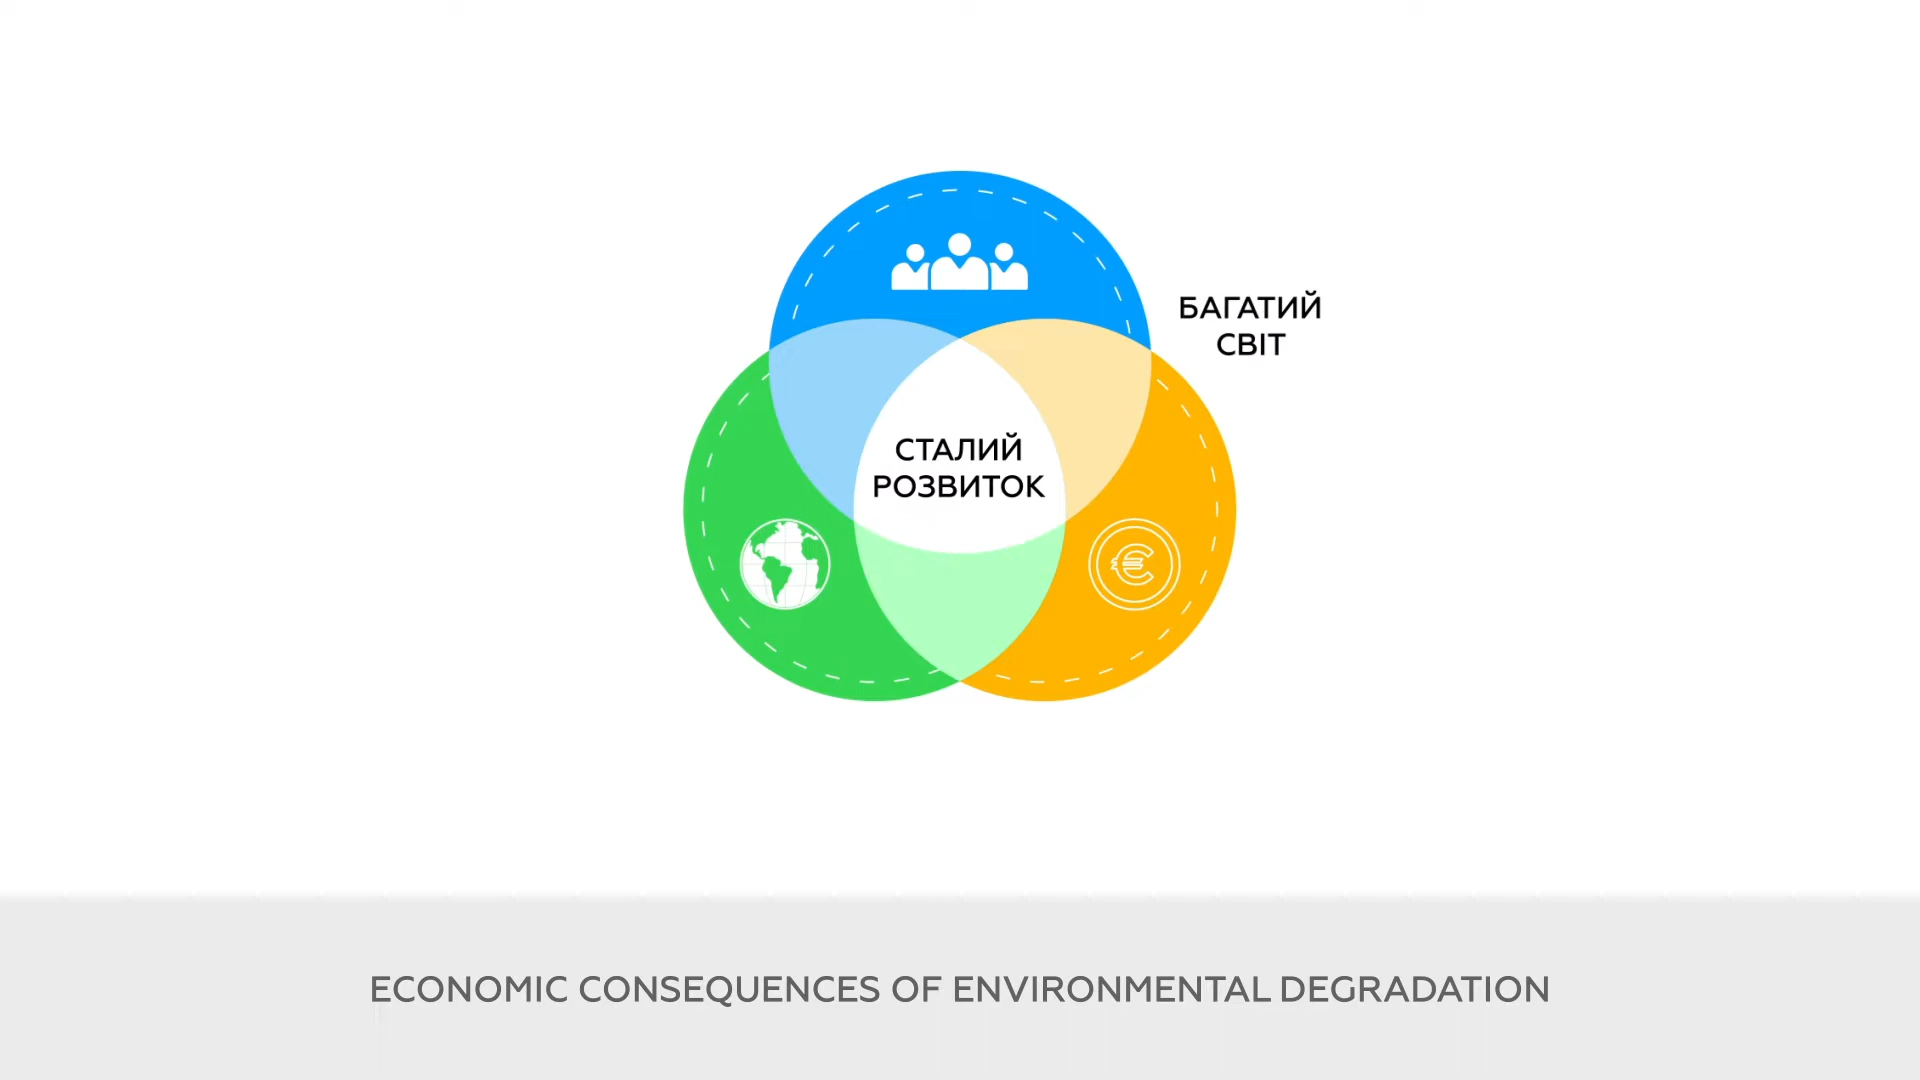 БАГАТИЙ
СВІТ
СТАЛИЙ
РОЗВИТОК
ECONOMIC CONSEQUENCES OF ENVIRONMENTAL DEGRADATION